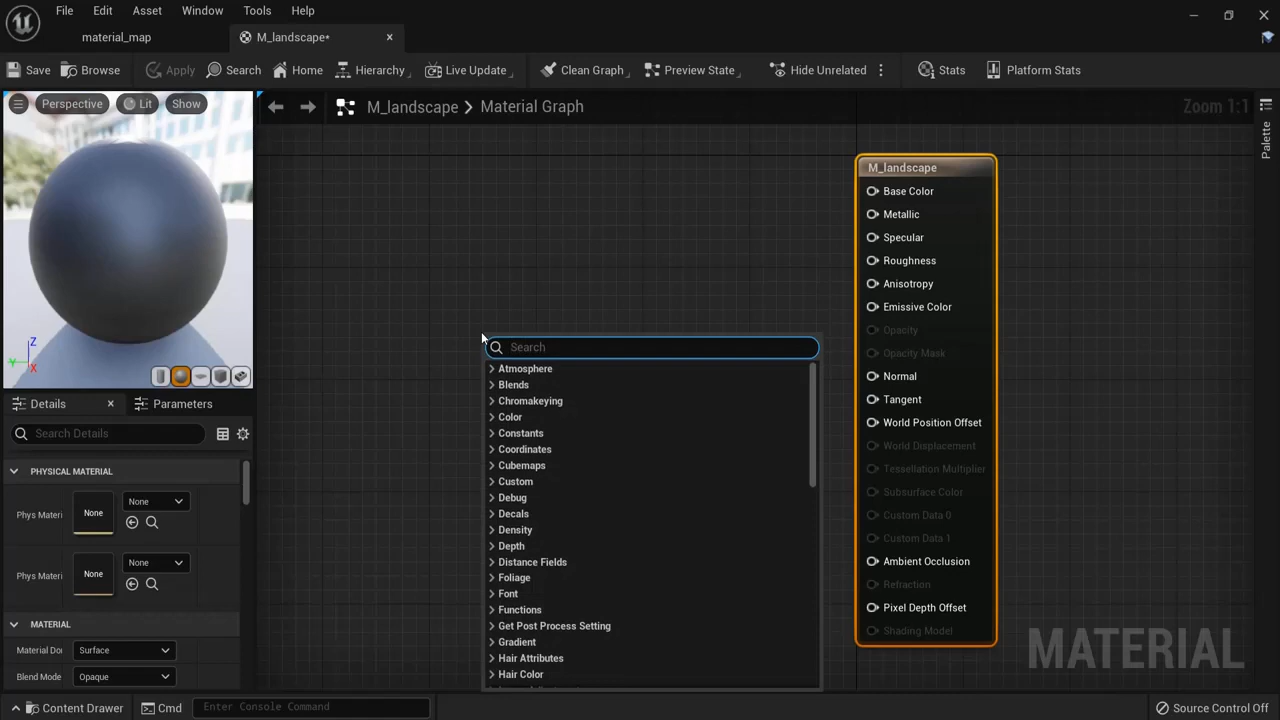 File Edit Asset Window Tools Help
material_map M_landscape*
Save Browse Apply Search Home Hierarchy Live Update Clean Graph Preview State Hide Unrelated Stats Platform Stats
Perspective Lit Show
M_landscape > Material Graph
Zoom 1:1
Palette
Z
Y
X
Details Parameters
Search Details
PHYSICAL MATERIAL
Phys Materi None None
Phys Materi None None
MATERIAL
Material Do Surface
Blend Mode Opaque
Search
Atmosphere
Blends
Chromakeying
Color
Constants
Coordinates
Cubemaps
Custom
Debug
Decals
Density
Depth
Distance Fields
Foliage
Font
Functions
Get Post Process Setting
Gradient
Hair Attributes
Hair Color
M_landscape
Base Color
Metallic
Specular
Roughness
Anisotropy
Emissive Color
Opacity
Opacity Mask
Normal
Tangent
World Position Offset
World Displacement
Tessellation Multiplier
Subsurface Color
Custom Data 0
Custom Data 1
Ambient Occlusion
Refraction
Pixel Depth Offset
Shading Model
MATERIAL
Content Drawer Cmd Enter Console Command Source Control Off